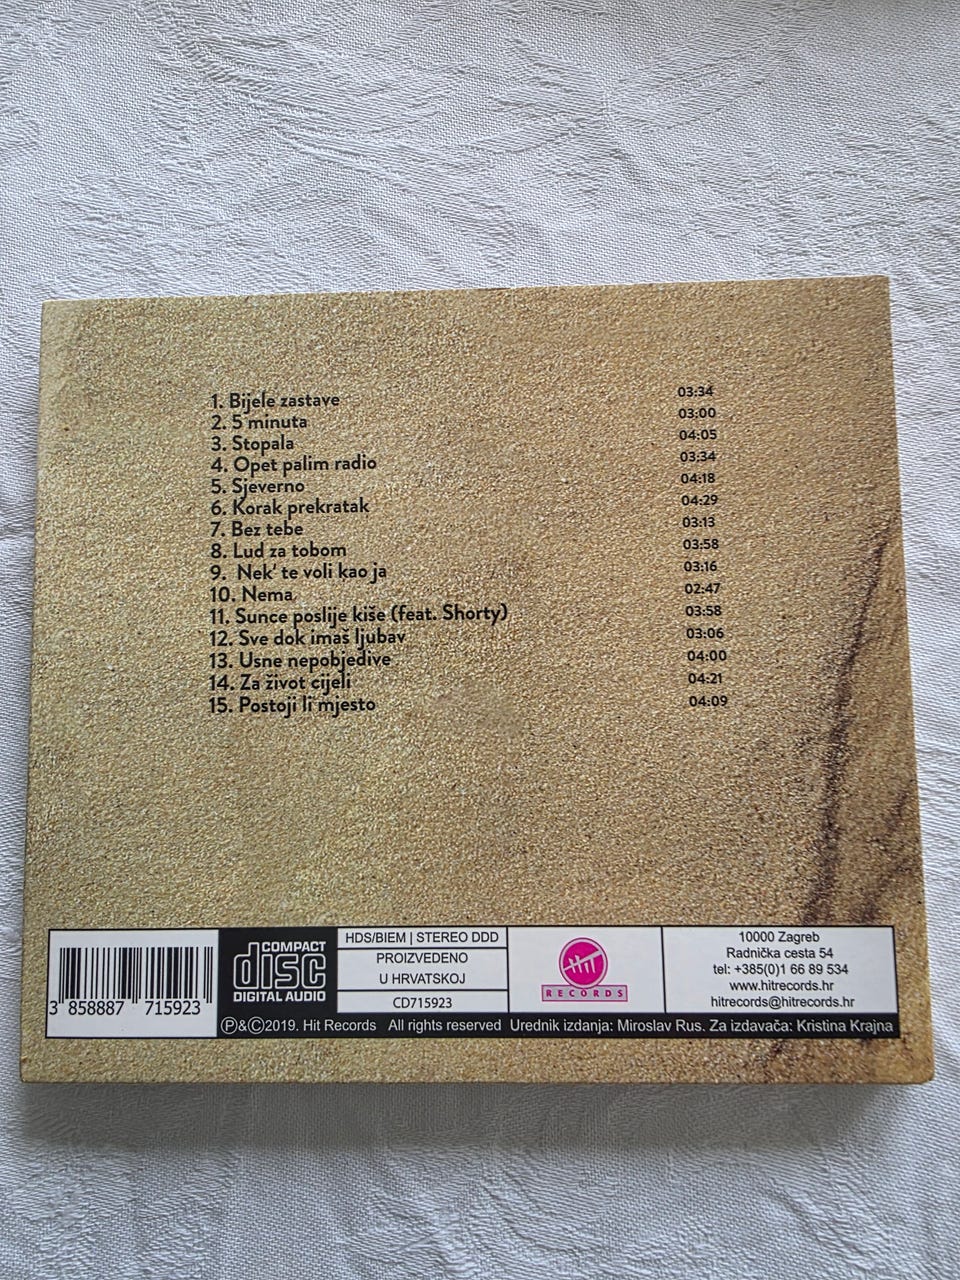 1. Bijele zastave 03:34
2. 5 minuta 03:00
3. Stopala 04:05
4. Opet palim radio 03:34
5. Sjeverno 04:18
6. Korak prekratak 04:29
7. Bez tebe 03:13
8. Lud za tobom 03:58
9. Nek' te voli kao ja 03:16
10. Nema 02:47
11. Sunce poslije kiše (feat. Shorty) 03:58
12. Sve dok imaš ljubav 03:06
13. Usne nepobjedive 04:00
14. Za život cijeli 04:21
15. Postoji li mjesto 04:09
3 858887 715923
COMPACT
disc
DIGITAL AUDIO
HDS/BIEM | STEREO DDD
PROIZVEDENO
U HRVATSKOJ
CD715923
HIT
RECORDS
10000 Zagreb
Radnička cesta 54
tel: +385(0)1 66 89 534
www.hitrecords.hr
hitrecords@hitrecords.hr
Ⓟ&©2019. Hit Records All rights reserved Urednik izdanja: Miroslav Rus. Za izdavača: Kristina Krajna